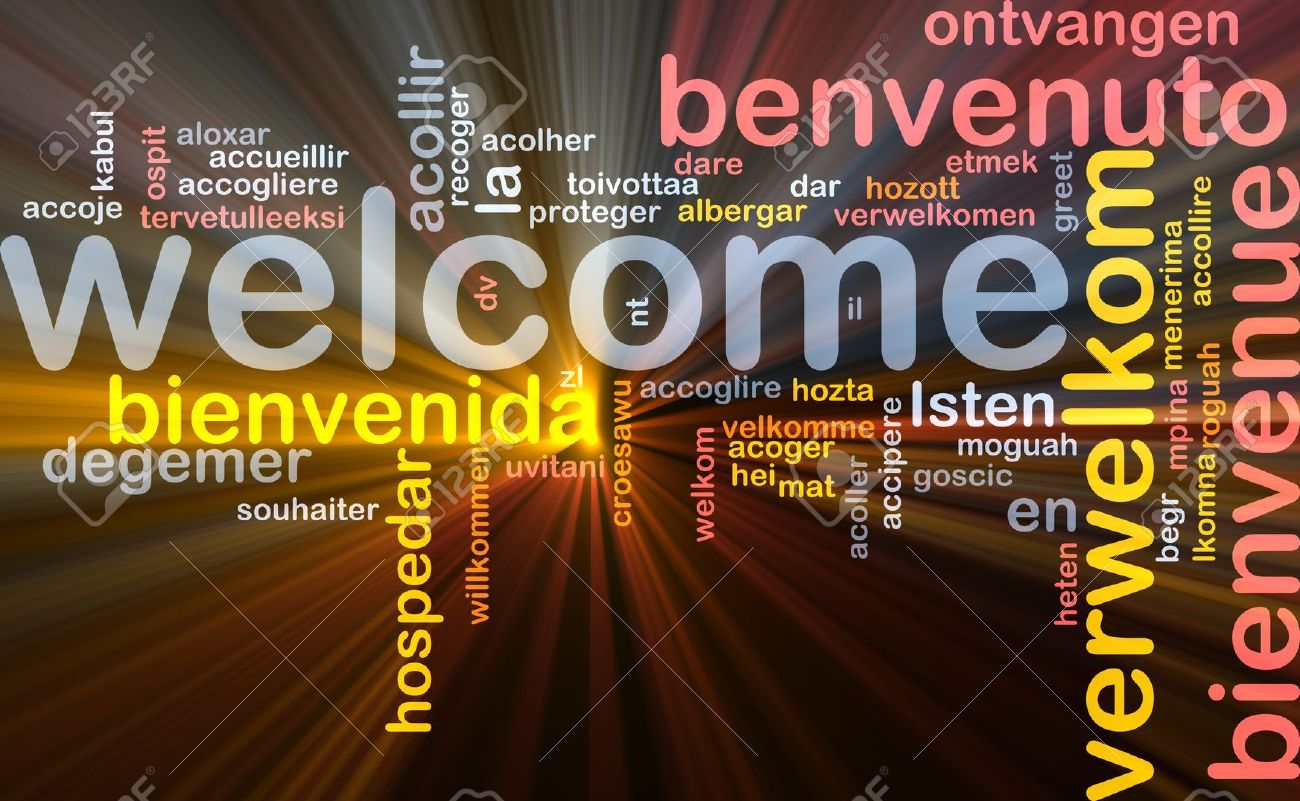 ontvangen
benvenuto
acollir
recoger
acolher
la
kabul
ospit
aloxar
accueillir
accogliere
accoje
tervetulleeksi
toivottaa
proteger
dare
dar
hozott
etmek
greet
albergar
verwelkomen
welcome
dv
nt
il
verwelkom
bienvenue
menerima
accollire
zl
bienvenida
croesawu
accoglire
hozta
lsten
velkomme
acoger
moguah
hei
mat
welkom
acoller
accipere
goscic
en
mpina
roguah
lkomna
begr
heten
degemer
souhaiter
hospedar
willkommen
uvitani
123RF